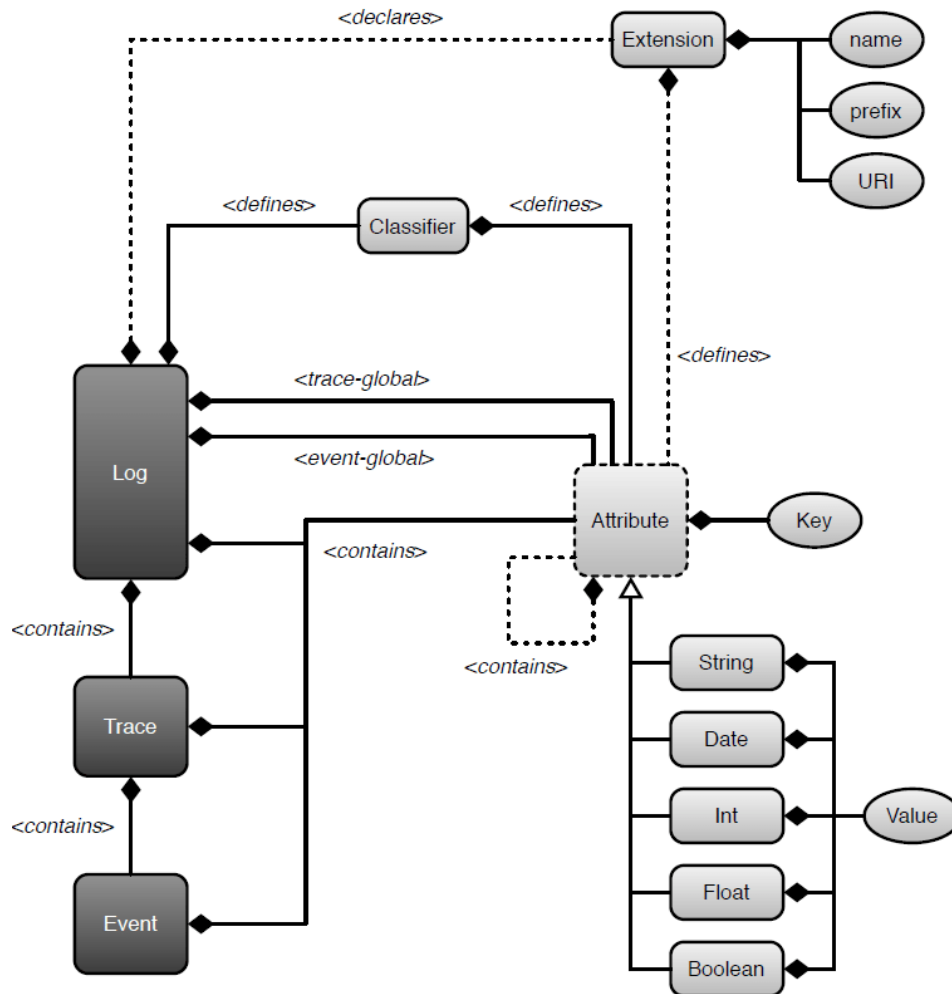 <declares>
Extension
name
prefix
URI
<defines>
Classifier
<defines>
<defines>
<trace-global>
<event-global>
Log
Attribute
Key
<contains>
<contains>
<contains>
String
Trace
Date
<contains>
Int
Value
Float
Event
Boolean